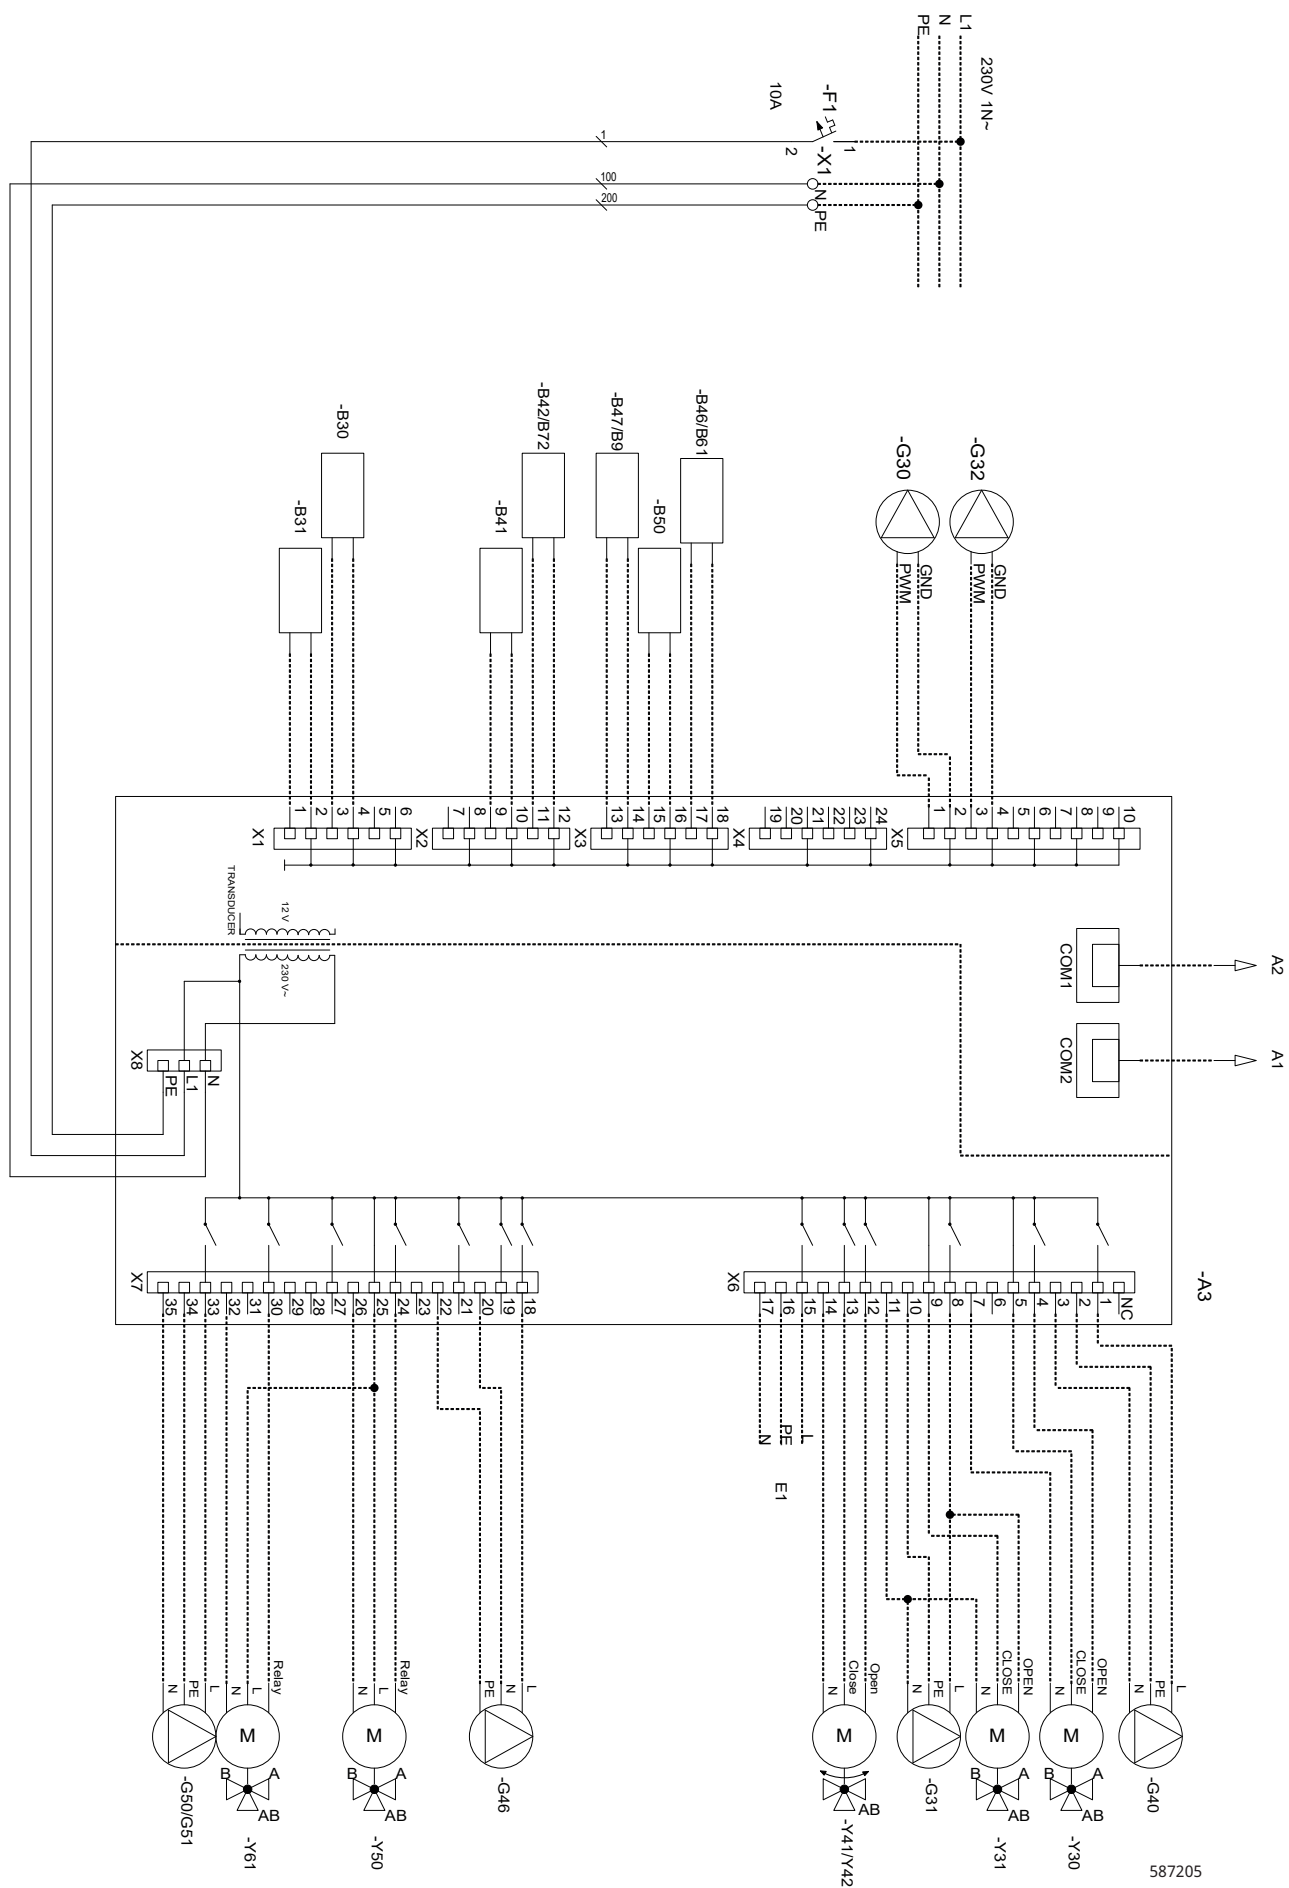 L1
N
PE
230V 1N~
-F1
10A
1
2
-X1
N
PE
1
100
200
-B30
-B31
-B42/B72
-B41
-B47/B9
-B50
-B46/B61
-G30
-G32
PWM
GND
PWM
GND
X1
1
2
3
4
5
6
X2
7
8
9
10
11
12
X3
13
14
15
16
17
18
X4
19
20
21
22
23
24
X5
1
2
3
4
5
6
7
8
9
10
TRANSDUCER
12 V
230 V~
COM1
A2
COM2
A1
X8
PE
L1
N
-A3
X7
35
34
33
32
31
30
29
28
27
26
25
24
23
22
21
20
19
18
X6
17
16
15
14
13
12
11
10
9
8
7
6
5
4
3
2
1
NC
N
PE
L
E1
N
PE
L
-G50/G51
N
L
Relay
M
B
A
AB
-Y61
N
L
Relay
M
B
A
AB
-Y50
PE
N
L
-G46
N
Close
Open
M
AB
-Y41/Y42
N
PE
L
-G31
N
CLOSE
OPEN
M
B
A
AB
-Y31
N
CLOSE
OPEN
M
B
A
AB
-Y30
N
PE
L
-G40
587205